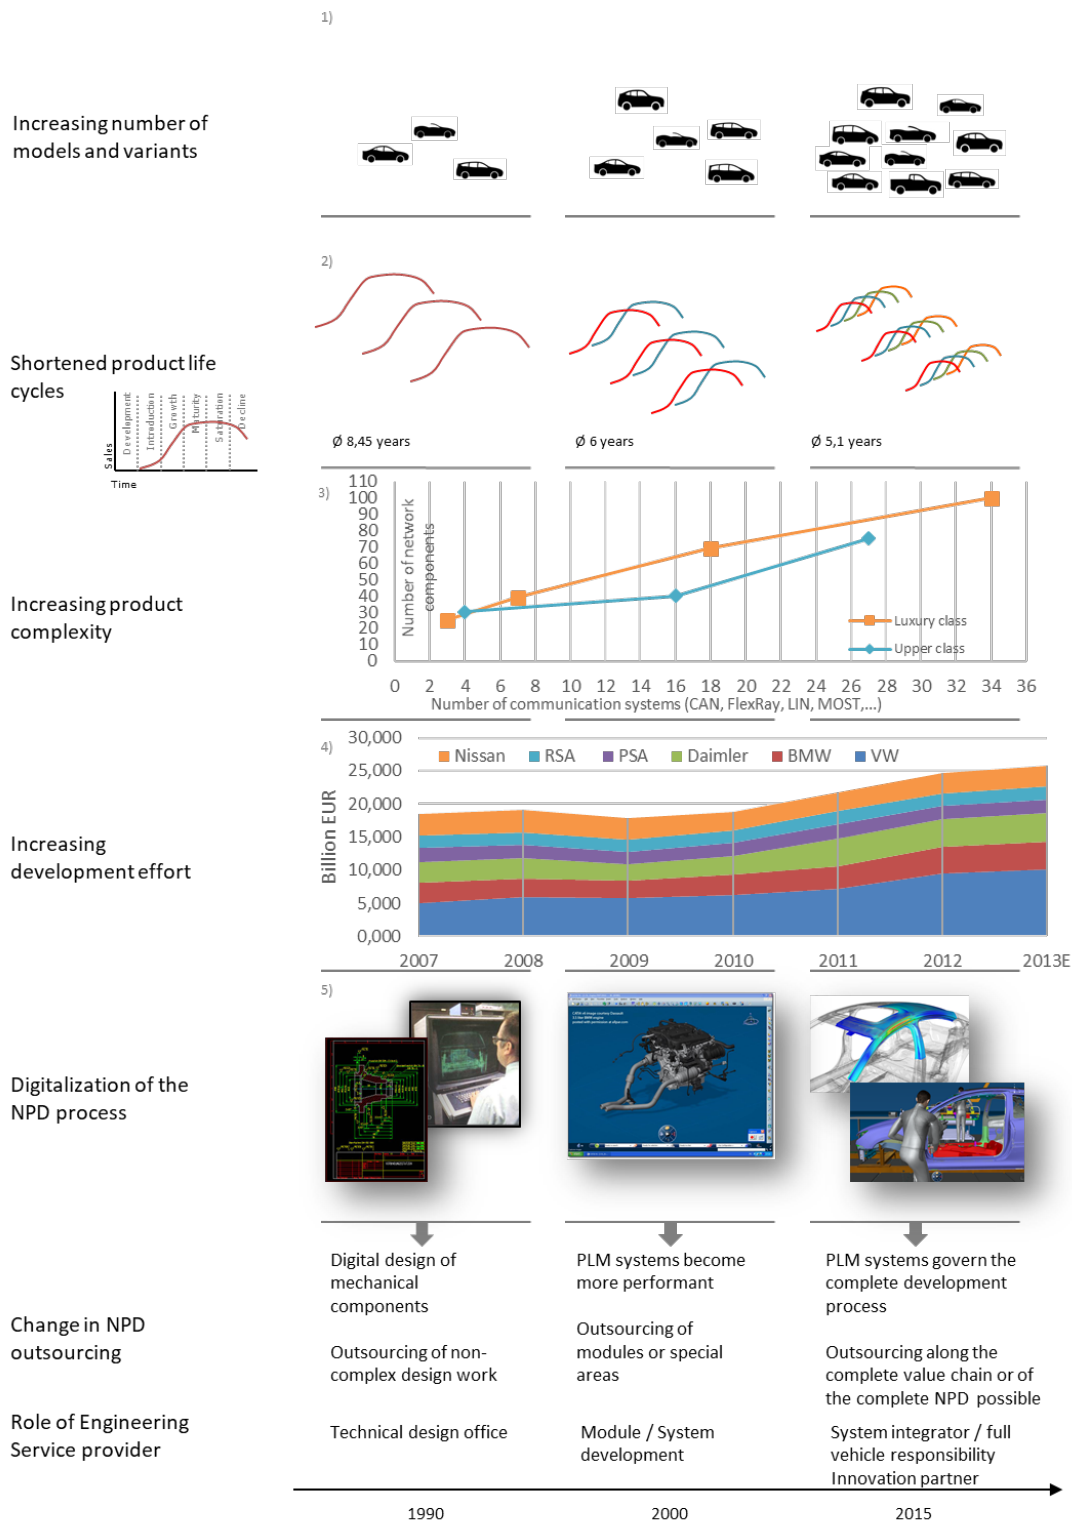 1)
Increasing number of
models and variants
2)
Shortened product life
cycles
Sales
Development
Introduction
Growth
Maturity
Saturation
Decline
Time
Ø 8,45 years
Ø 6 years
Ø 5,1 years
3)
Increasing product
complexity
Number of network
components
110
100
90
80
70
60
50
40
30
20
10
0
Luxury class
Upper class
0 2 4 6 8 10 12 14 16 18 20 22 24 26 28 30 32 34 36
Number of communication systems (CAN, FlexRay, LIN, MOST,...)
4)
Increasing
development effort
Billion EUR
30,000
25,000
20,000
15,000
10,000
5,000
0,000
Nissan RSA PSA Daimler BMW VW
2007 2008 2009 2010 2011 2012 2013E
5)
Digitalization of the
NPD process
Digital design of
mechanical
components
PLM systems become
more performant
PLM systems govern the
complete development
process
Change in NPD
outsourcing
Outsourcing of non-
complex design work
Outsourcing of
modules or special
areas
Outsourcing along the
complete value chain or of
the complete NPD possible
Role of Engineering
Service provider
Technical design office
Module / System
development
System integrator / full
vehicle responsibility
Innovation partner
1990 2000 2015